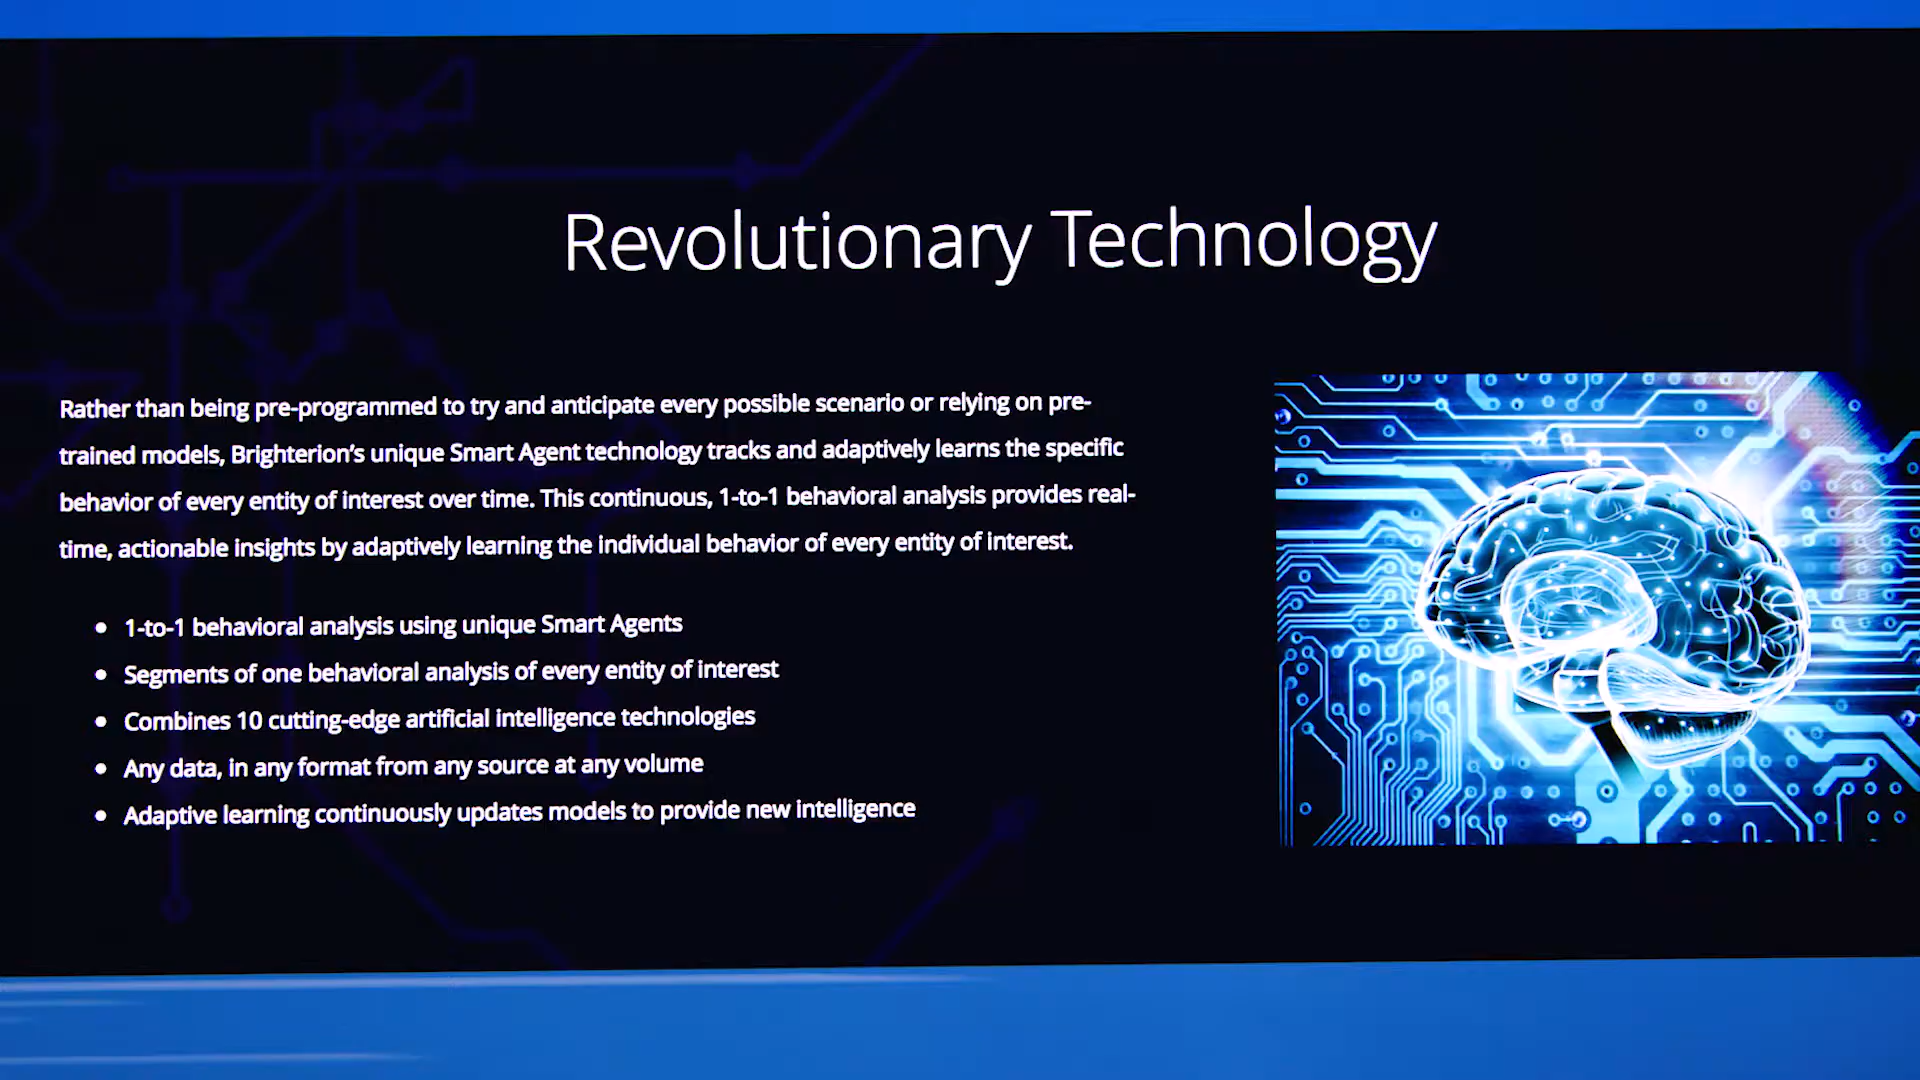 Revolutionary Technology
Rather than being pre-programmed to try and anticipate every possible scenario or relying on pre-
trained models, Brighterion’s unique Smart Agent technology tracks and adaptively learns the specific
behavior of every entity of interest over time. This continuous, 1-to-1 behavioral analysis provides real-
time, actionable insights by adaptively learning the individual behavior of every entity of interest.
• 1-to-1 behavioral analysis using unique Smart Agents
• Segments of one behavioral analysis of every entity of interest
• Combines 10 cutting-edge artificial intelligence technologies
• Any data, in any format from any source at any volume
• Adaptive learning continuously updates models to provide new intelligence